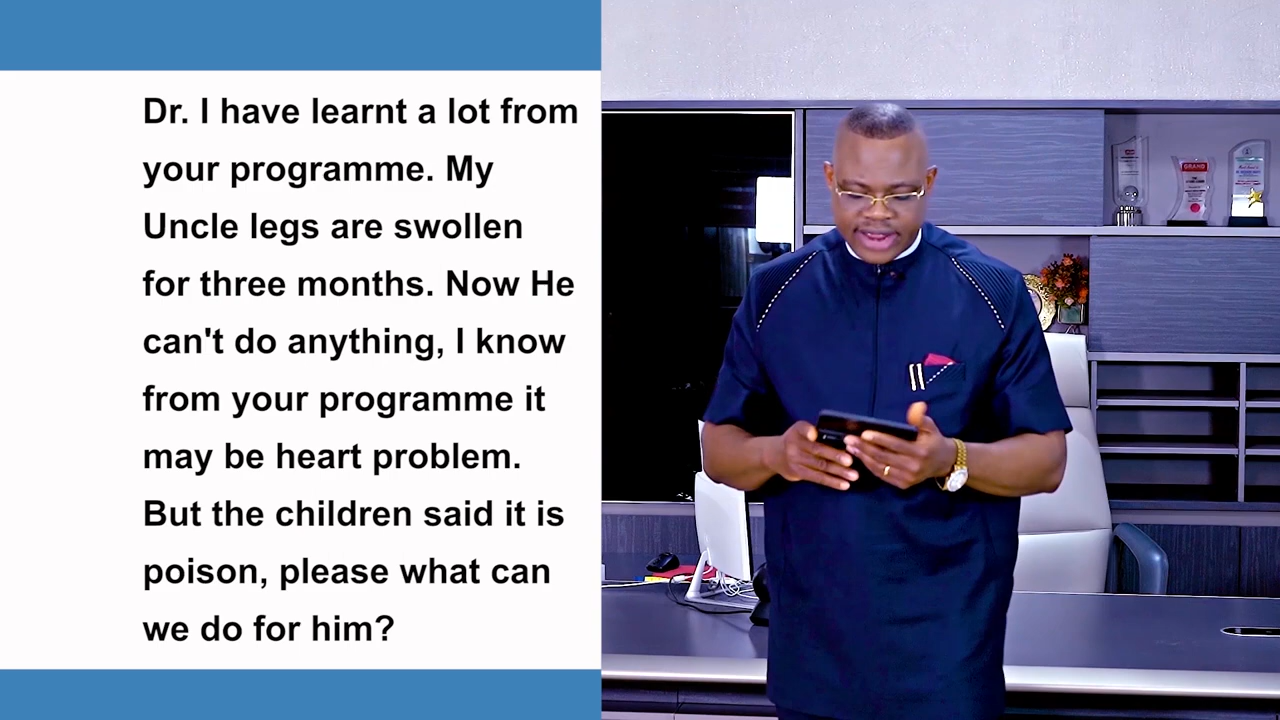 Dr. I have learnt a lot from
your programme. My
Uncle legs are swollen
for three months. Now He
can't do anything, I know
from your programme it
may be heart problem.
But the children said it is
poison, please what can
we do for him?
GRAND